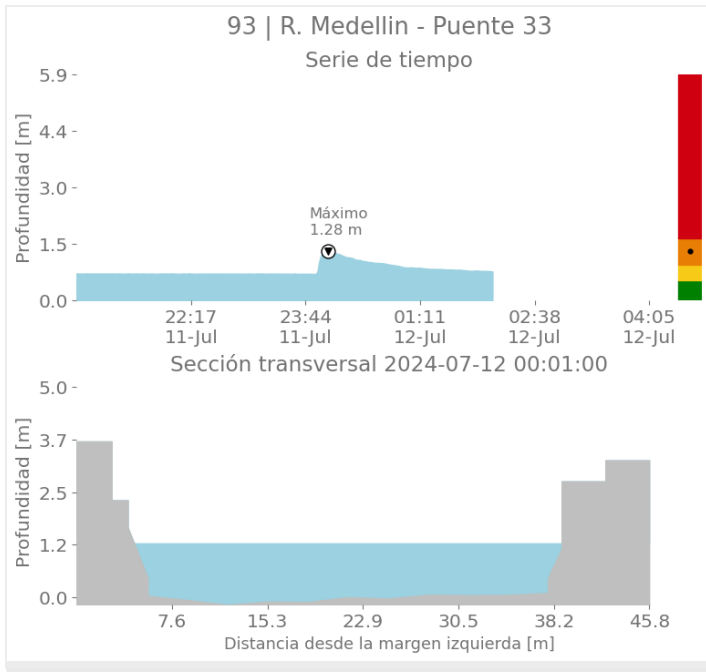 93 | R. Medellin - Puente 33
Serie de tiempo
5.9
4.4
3.0
1.5
0.0
Profundidad [m]
Máximo
1.28 m
22:17 23:44 01:11 02:38 04:05
11-Jul 11-Jul 12-Jul 12-Jul 12-Jul
Sección transversal 2024-07-12 00:01:00
5.0
3.7
2.5
1.2
0.0
Profundidad [m]
7.6 15.3 22.9 30.5 38.2 45.8
Distancia desde la margen izquierda [m]